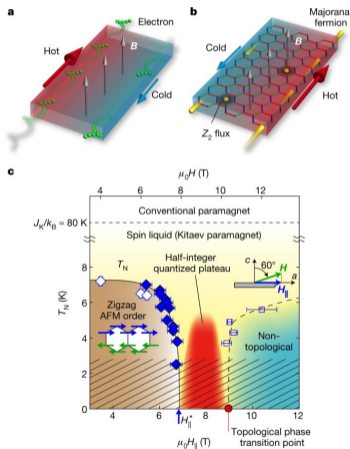 a
Electron
B
Hot
Cold
b
Majorana
fermion
B
Cold
Hot
Z2 flux
c
μ0H (T)
4 6 8 10 12
JK/kB = 80 K
Conventional paramagnet
Spin liquid (Kitaev paramagnet)
Half-integer
quantized plateau
TN
c
60°
H
a
H∥
Zigzag
AFM order
Non-
topological
TN (K)
8
6
4
2
0
4 6 8 10
H∥*
μ0H∥ (T)
Topological phase
transition point